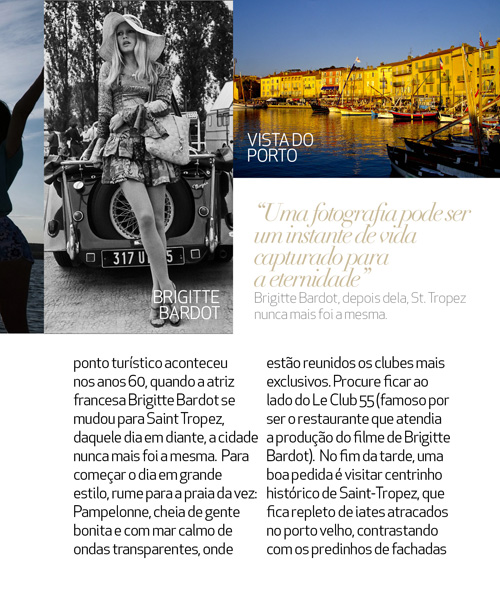 VISTA DO
PORTO
317 U 75
BRIGITTE
BARDOT
“Uma fotografia pode ser
um instante de vida
capturado para
a eternidade”
Brigitte Bardot, depois dela, St. Tropez
nunca mais foi a mesma.
ponto turístico aconteceu
nos anos 60, quando a atriz
francesa Brigitte Bardot se
mudou para Saint Tropez,
daquele dia em diante, a cidade
nunca mais foi a mesma. Para
começar o dia em grande
estilo, rume para a praia da vez:
Pampelonne, cheia de gente
bonita e com mar calmo de
ondas transparentes, onde
estão reunidos os clubes mais
exclusivos. Procure ficar ao
lado do Le Club 55 (famoso por
ser o restaurante que atendia
a produção do filme de Brigitte
Bardot). No fim da tarde, uma
boa pedida é visitar centrinho
histórico de Saint-Tropez, que
fica repleto de iates atracados
no porto velho, contrastando
com os predinhos de fachadas